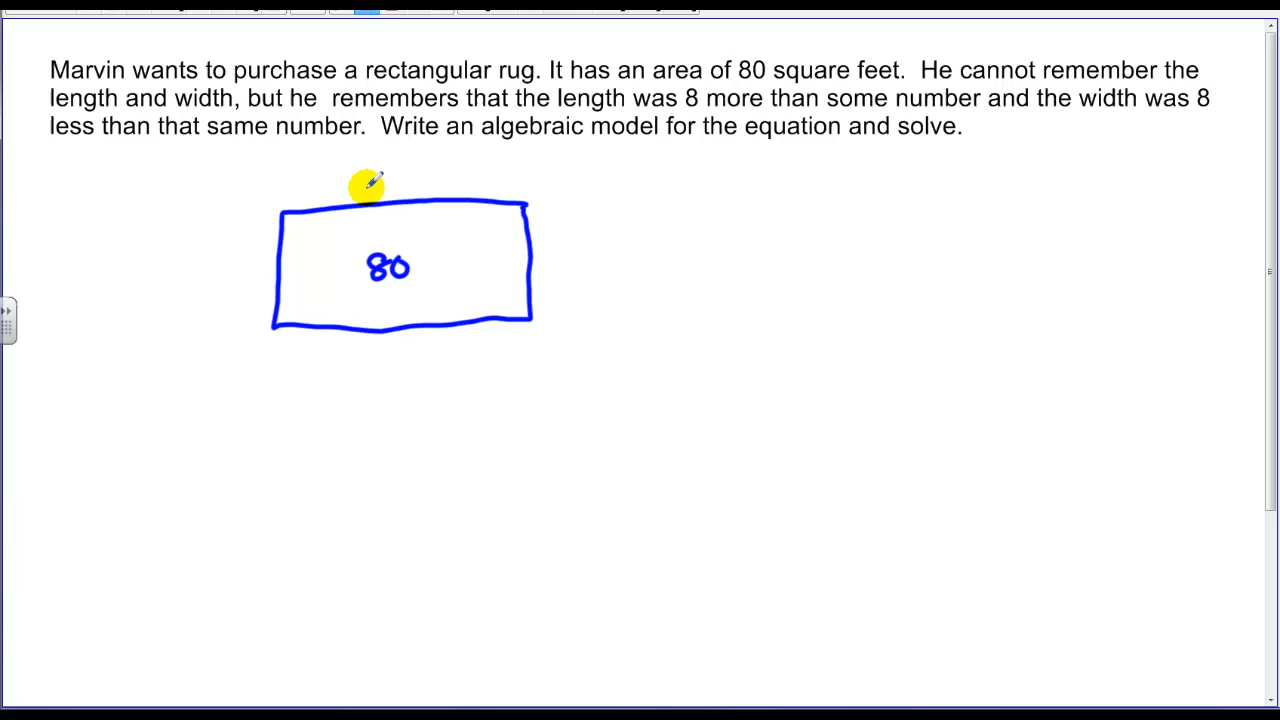 Marvin wants to purchase a rectangular rug. It has an area of 80 square feet. He cannot remember the
length and width, but he remembers that the length was 8 more than some number and the width was 8
less than that same number. Write an algebraic model for the equation and solve.
80